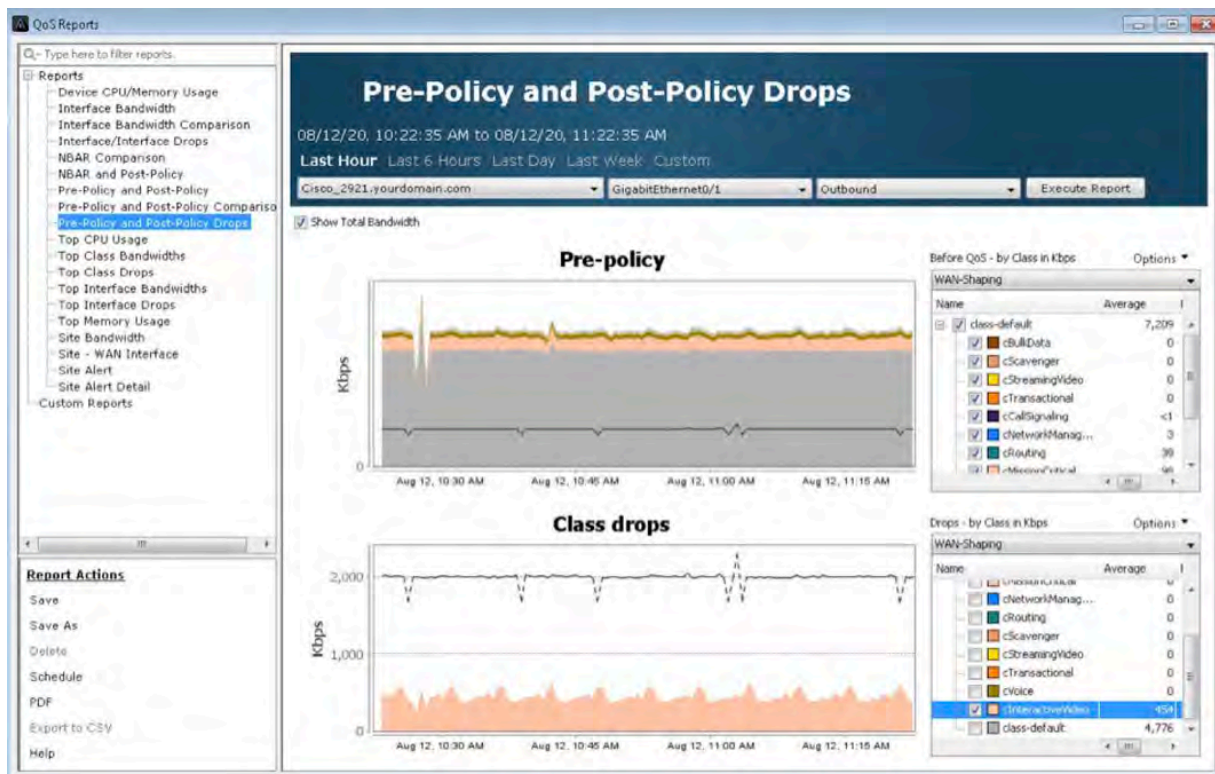 QoS Reports
Type here to filter reports
Reports
Device CPU/Memory Usage
Interface Bandwidth
Interface Bandwidth Comparison
Interface/Interface Drops
NBAR Comparison
NBAR and Post-Policy
Pre-Policy and Post-Policy
Pre-Policy and Post-Policy Compariso
Pre-Policy and Post-Policy Drops
Top CPU Usage
Top Class Bandwidths
Top Class Drops
Top Interface Bandwidths
Top Interface Drops
Top Memory Usage
Site Bandwidth
Site - WAN Interface
Site Alert
Site Alert Detail
Custom Reports
Report Actions
Save
Save As
Delete
Schedule
PDF
Export to CSV
Help
Pre-Policy and Post-Policy Drops
08/12/20, 10:22:35 AM to 08/12/20, 11:22:35 AM
Last Hour Last 6 Hours Last Day Last Week Custom
Cisco_2921.yourdomain.com GigabitEthernet0/1 Outbound Execute Report
Show Total Bandwidth
Pre-policy
Kbps
0
Aug 12, 10:30 AM Aug 12, 10:45 AM Aug 12, 11:00 AM Aug 12, 11:15 AM
Before QoS - by Class in Kbps Options
WAN-Shaping
Name Average
class-default 7,209
cBulkData 0
cScavenger 0
cStreamingVideo 0
cTransactional 0
cCallSignaling <1
cNetworkManag... 3
cRouting
cMissionCritical
Class drops
Kbps
2,000
1,000
0
Aug 12, 10:30 AM Aug 12, 10:45 AM Aug 12, 11:00 AM Aug 12, 11:15 AM
Drops - by Class in Kbps Options
WAN-Shaping
Name Average
cMissionCritical 0
cNetworkManag... 0
cRouting 0
cScavenger 0
cStreamingVideo 0
cTransactional 0
cVoice 0
cInteractiveVideo 454
class-default 4,776